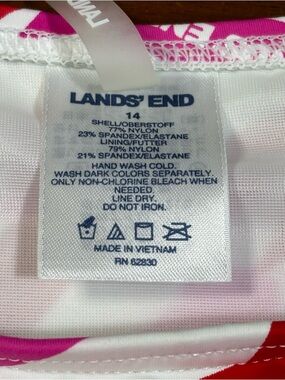 LANDS' END
14
SHELL/OBERSTOFF
77% NYLON
23% SPANDEX/ELASTANE
LINING/FUTTER
79% NYLON
21% SPANDEX/ELASTANE
HAND WASH COLD.
WASH DARK COLORS SEPARATELY.
ONLY NON-CHLORINE BLEACH WHEN
NEEDED.
LINE DRY.
DO NOT IRON.
MADE IN VIETNAM
RN 62830